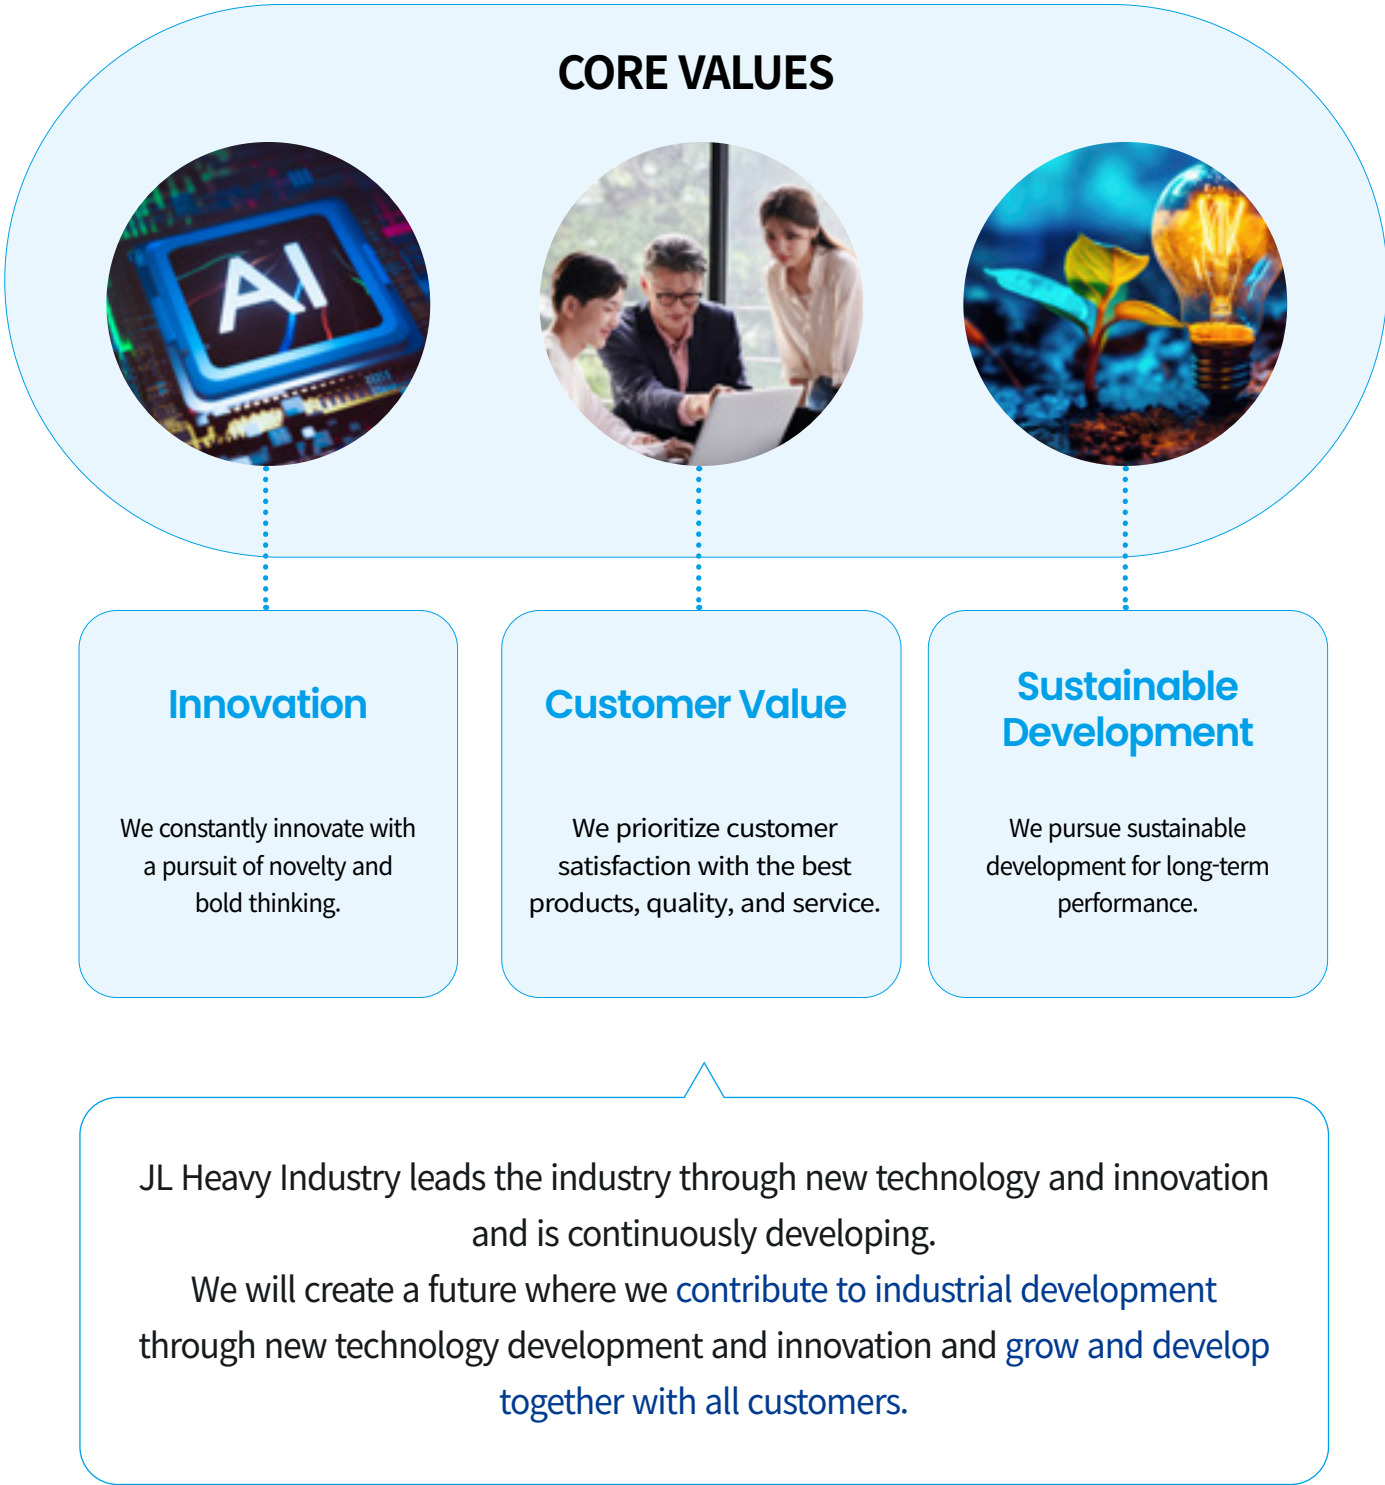 CORE VALUES
AI
Innovation
We constantly innovate with
a pursuit of novelty and
bold thinking.
Customer Value
We prioritize customer
satisfaction with the best
products, quality, and service.
Sustainable
Development
We pursue sustainable
development for long-term
performance.
JL Heavy Industry leads the industry through new technology and innovation
and is continuously developing.
We will create a future where we contribute to industrial development
through new technology development and innovation and grow and develop
together with all customers.